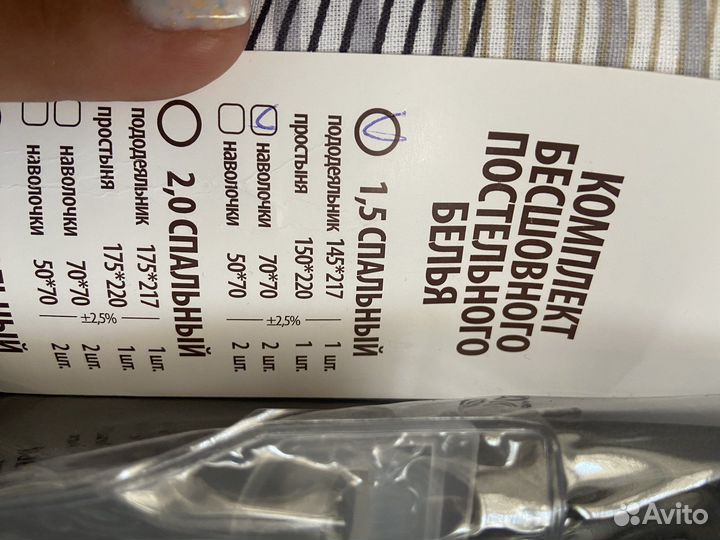 КОМПЛЕКТ
БЕСШОВНОГО
ПОСТЕЛЬНОГО
БЕЛЬЯ
1,5 СПАЛЬНЫЙ
пододеяльник 145*217 1 шт.
простыня 150*220 1 шт.
наволочки 70*70 ±2,5% 2 шт.
наволочки 50*70 2 шт.
2,0 СПАЛЬНЫЙ
пододеяльник 175*217 1 шт.
простыня 175*220 1 шт.
наволочки 70*70 ±2,5% 2 шт.
наволочки 50*70 2 шт.
Avito